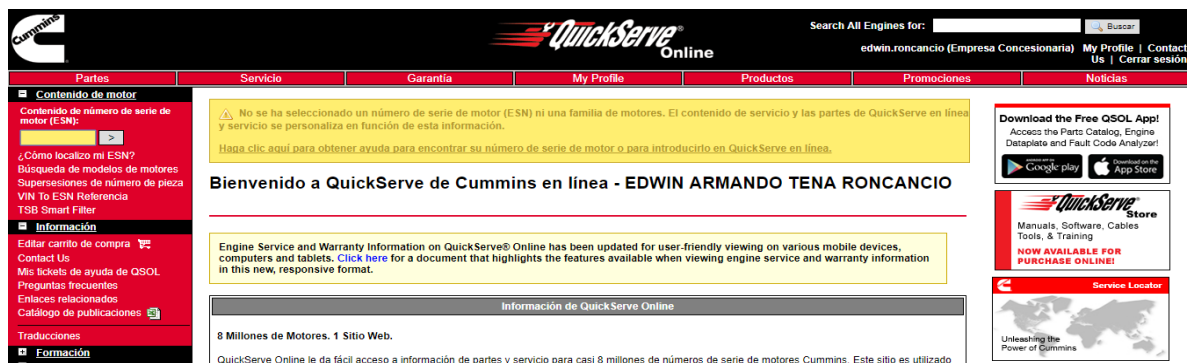 Cummins
QuickServe®
Online
Search All Engines for:
Buscar
edwin.roncancio (Empresa Concesionaria) My Profile | Contact
Us | Cerrar sesión
Partes Servicio Garantía My Profile Productos Promociones Noticias
Contenido de motor
Contenido de número de serie de
motor (ESN):
>
¿Cómo localizo mi ESN?
Búsqueda de modelos de motores
Supersesiones de número de pieza
VIN To ESN Referencia
TSB Smart Filter
Información
Editar carrito de compra
Contact Us
Mis tickets de ayuda de QSOL
Preguntas frecuentes
Enlaces relacionados
Catálogo de publicaciones
Traducciones
Formación
No se ha seleccionado un número de serie de motor (ESN) ni una familia de motores. El contenido de servicio y las partes de QuickServe en línea
y servicio se personaliza en función de esta información.
Haga clic aquí para obtener ayuda para encontrar su número de serie de motor o para introducirlo en QuickServe en línea.
Bienvenido a QuickServe de Cummins en línea - EDWIN ARMANDO TENA RONCANCIO
Engine Service and Warranty Information on QuickServe® Online has been updated for user-friendly viewing on various mobile devices,
computers and tablets. Click here for a document that highlights the features available when viewing engine service and warranty information
in this new, responsive format.
Información de QuickServe Online
8 Millones de Motores. 1 Sitio Web.
QuickServe Online le da fácil acceso a información de partes y servicio para casi 8 millones de números de serie de motores Cummins. Este sitio es utilizado
Download the Free QSOL App!
Access the Parts Catalog, Engine
Dataplate and Fault Code Analyzer!
ANDROID APP ON
Google play
Download on the
App Store
QuickServe
Store
Manuals, Software, Cables
Tools, & Training
NOW AVAILABLE FOR
PURCHASE ONLINE!
Service Locator
Unleashing the
Power of Cummins